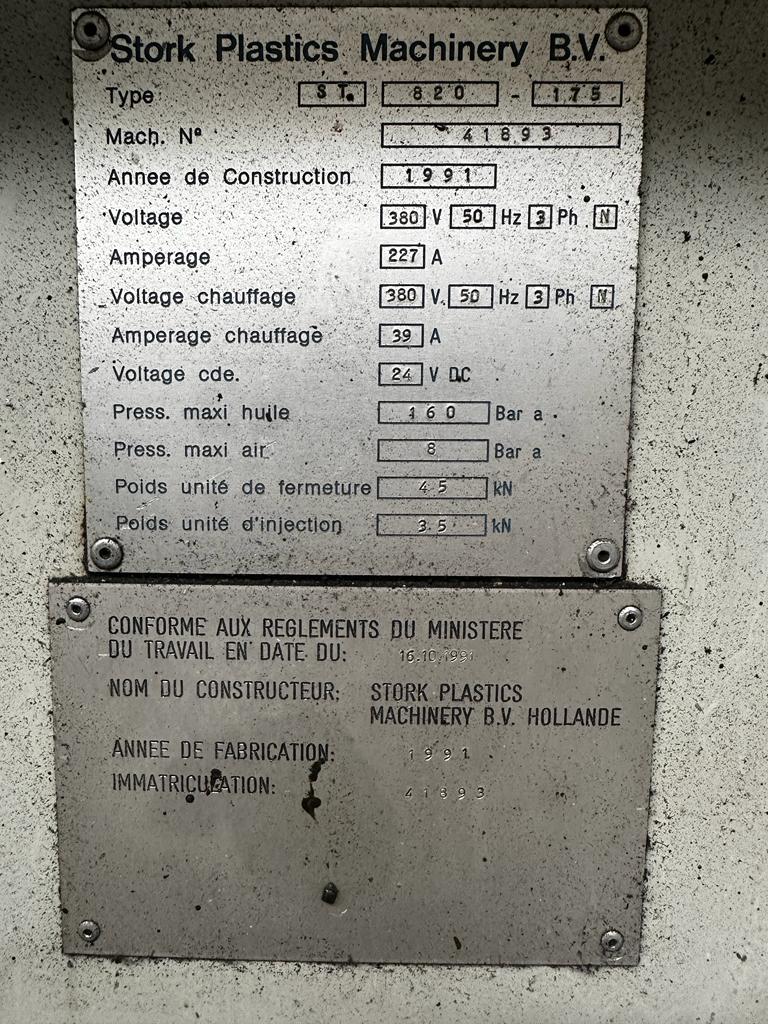 Stork Plastics Machinery B.V.
Type ST. 820 - 175
Mach. Nº 41893
Annee de Construction 1991
Voltage 380 V 50 Hz 3 Ph N
Amperage 227 A
Voltage chauffage 380 V. 50 Hz 3 Ph N
Amperage chauffage 39 A
Voltage cde. 24 V DC
Press. maxi huile 160 Bar a
Press. maxi air 8 Bar a
Poids unité de fermeture 45 kN
Poids unité d'injection 3.5 kN
CONFORME AUX REGLEMENTS DU MINISTERE
DU TRAVAIL EN DATE DU: 16.10.1991
NOM DU CONSTRUCTEUR: STORK PLASTICS
MACHINERY B.V. HOLLANDE
ANNEE DE FABRICATION: 1991
IMMATRICULATION: 41893